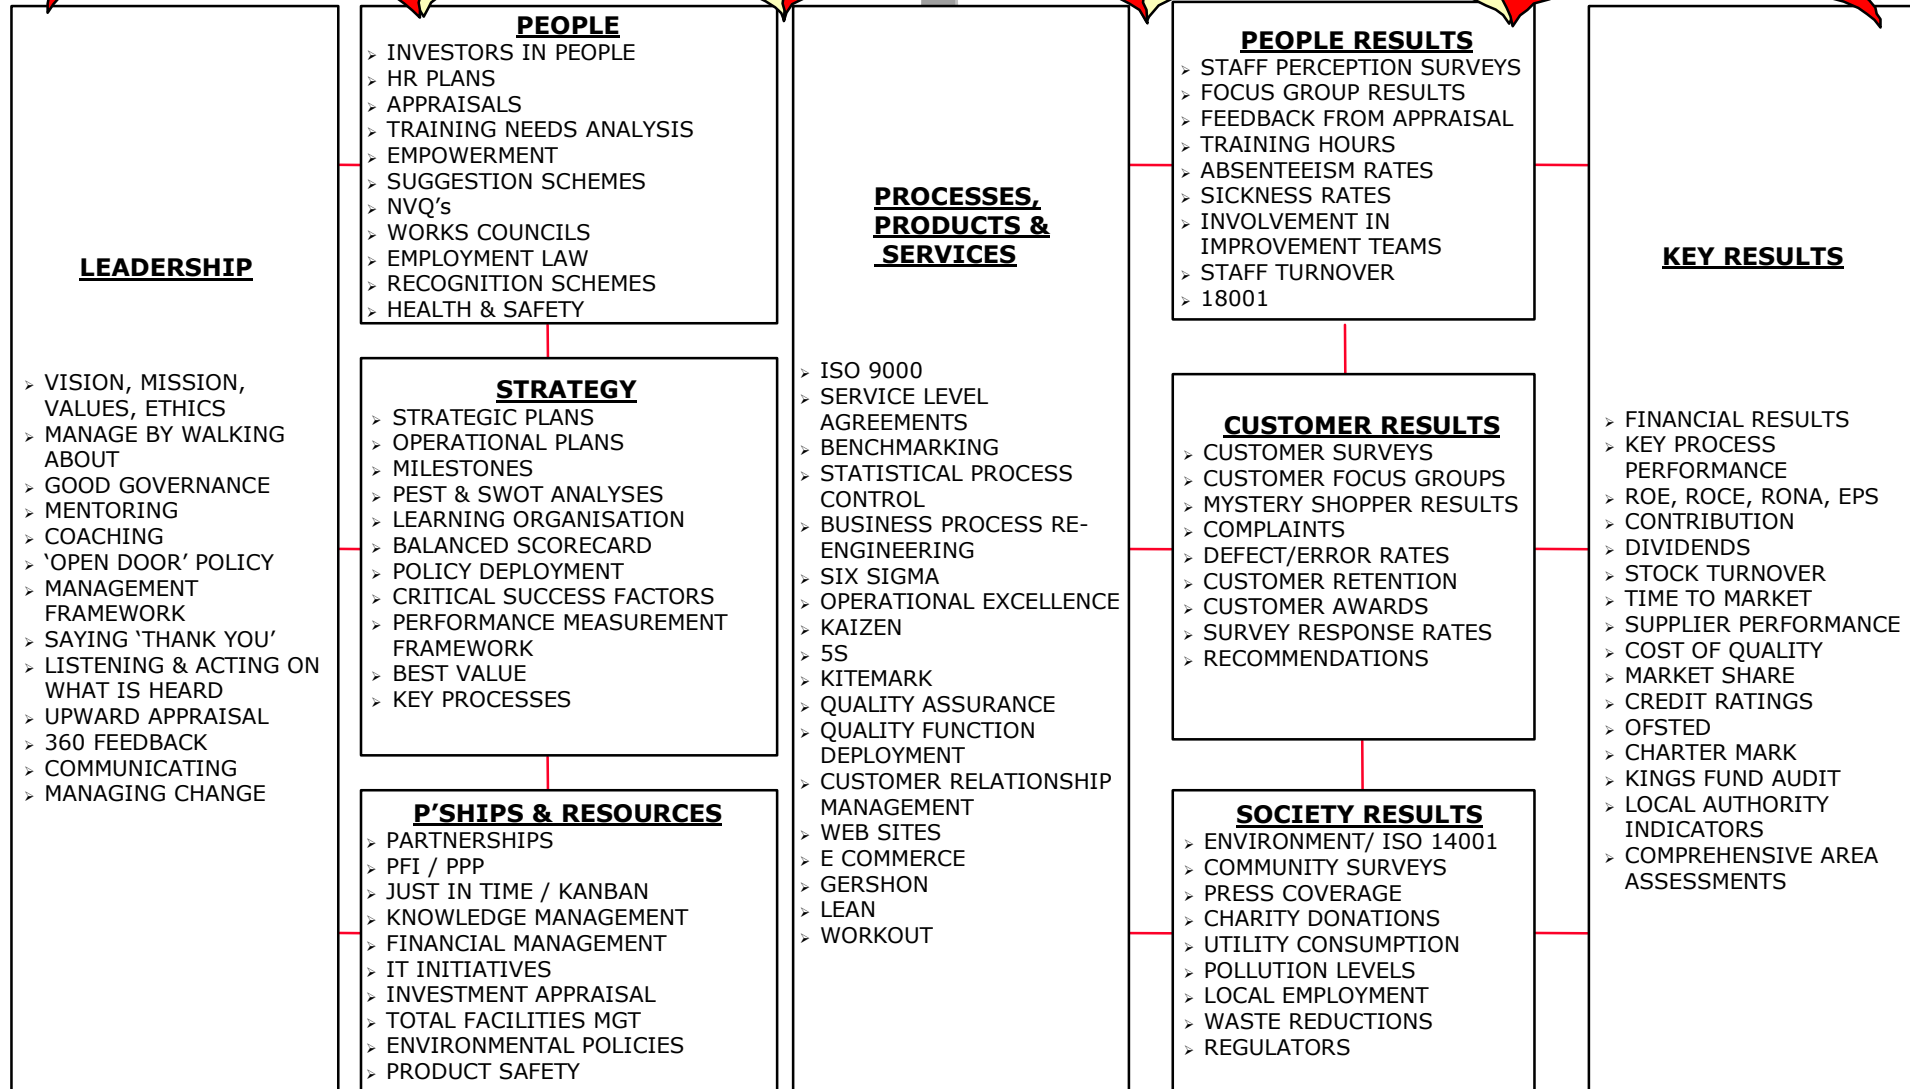 LEADERSHIP
VISION, MISSION,
VALUES, ETHICS
MANAGE BY WALKING
ABOUT
GOOD GOVERNANCE
MENTORING
COACHING
‘OPEN DOOR’ POLICY
MANAGEMENT
FRAMEWORK
SAYING ‘THANK YOU’
LISTENING & ACTING ON
WHAT IS HEARD
UPWARD APPRAISAL
360 FEEDBACK
COMMUNICATING
MANAGING CHANGE
PEOPLE
INVESTORS IN PEOPLE
HR PLANS
APPRAISALS
TRAINING NEEDS ANALYSIS
EMPOWERMENT
SUGGESTION SCHEMES
NVQ’s
WORKS COUNCILS
EMPLOYMENT LAW
RECOGNITION SCHEMES
HEALTH & SAFETY
STRATEGY
STRATEGIC PLANS
OPERATIONAL PLANS
MILESTONES
PEST & SWOT ANALYSES
LEARNING ORGANISATION
BALANCED SCORECARD
POLICY DEPLOYMENT
CRITICAL SUCCESS FACTORS
PERFORMANCE MEASUREMENT
FRAMEWORK
BEST VALUE
KEY PROCESSES
P’SHIPS & RESOURCES
PARTNERSHIPS
PFI / PPP
JUST IN TIME / KANBAN
KNOWLEDGE MANAGEMENT
FINANCIAL MANAGEMENT
IT INITIATIVES
INVESTMENT APPRAISAL
TOTAL FACILITIES MGT
ENVIRONMENTAL POLICIES
PRODUCT SAFETY
PROCESSES,
PRODUCTS &
SERVICES
ISO 9000
SERVICE LEVEL
AGREEMENTS
BENCHMARKING
STATISTICAL PROCESS
CONTROL
BUSINESS PROCESS RE-
ENGINEERING
SIX SIGMA
OPERATIONAL EXCELLENCE
KAIZEN
5S
KITEMARK
QUALITY ASSURANCE
QUALITY FUNCTION
DEPLOYMENT
CUSTOMER RELATIONSHIP
MANAGEMENT
WEB SITES
E COMMERCE
GERSHON
LEAN
WORKOUT
PEOPLE RESULTS
STAFF PERCEPTION SURVEYS
FOCUS GROUP RESULTS
FEEDBACK FROM APPRAISAL
TRAINING HOURS
ABSENTEEISM RATES
SICKNESS RATES
INVOLVEMENT IN
IMPROVEMENT TEAMS
STAFF TURNOVER
18001
CUSTOMER RESULTS
CUSTOMER SURVEYS
CUSTOMER FOCUS GROUPS
MYSTERY SHOPPER RESULTS
COMPLAINTS
DEFECT/ERROR RATES
CUSTOMER RETENTION
CUSTOMER AWARDS
SURVEY RESPONSE RATES
RECOMMENDATIONS
SOCIETY RESULTS
ENVIRONMENT/ ISO 14001
COMMUNITY SURVEYS
PRESS COVERAGE
CHARITY DONATIONS
UTILITY CONSUMPTION
POLLUTION LEVELS
LOCAL EMPLOYMENT
WASTE REDUCTIONS
REGULATORS
KEY RESULTS
FINANCIAL RESULTS
KEY PROCESS
PERFORMANCE
ROE, ROCE, RONA, EPS
CONTRIBUTION
DIVIDENDS
STOCK TURNOVER
TIME TO MARKET
SUPPLIER PERFORMANCE
COST OF QUALITY
MARKET SHARE
CREDIT RATINGS
OFSTED
CHARTER MARK
KINGS FUND AUDIT
LOCAL AUTHORITY
INDICATORS
COMPREHENSIVE AREA
ASSESSMENTS